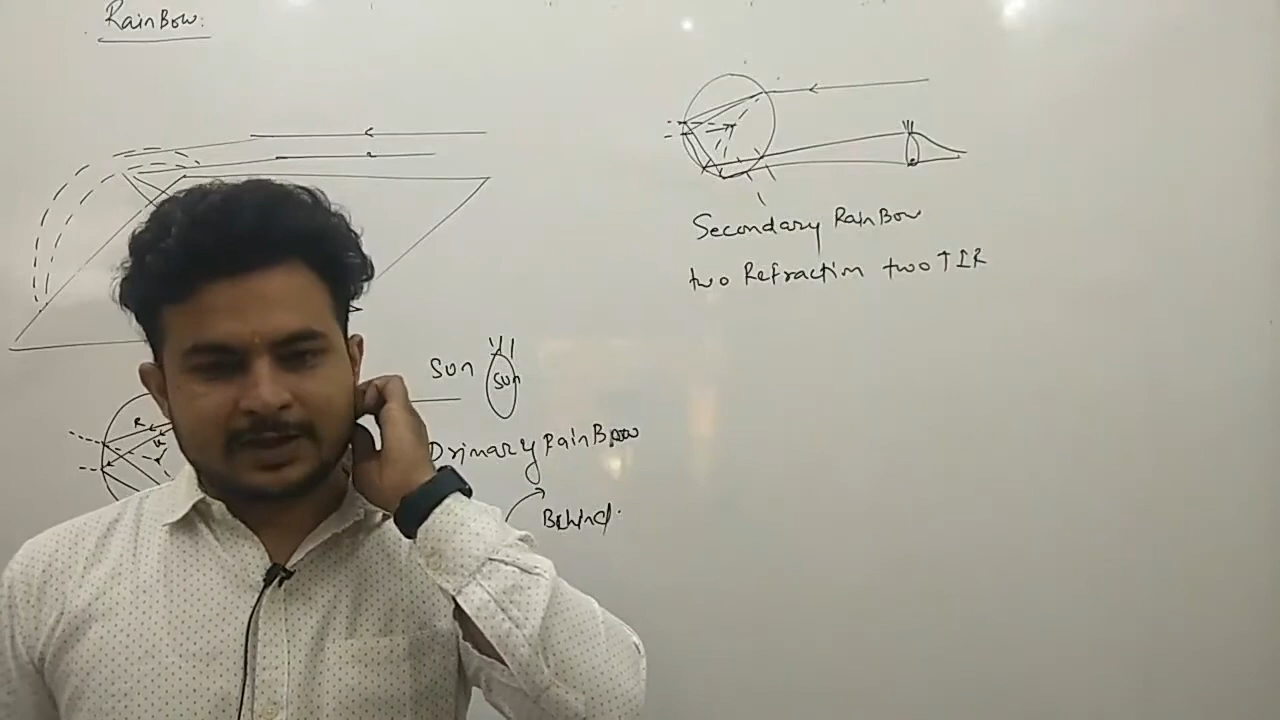 RainBow.
Secondary RainBow
two Refraction two TIR
Sun
Sun
R
V
Primary RainBow
Behind.